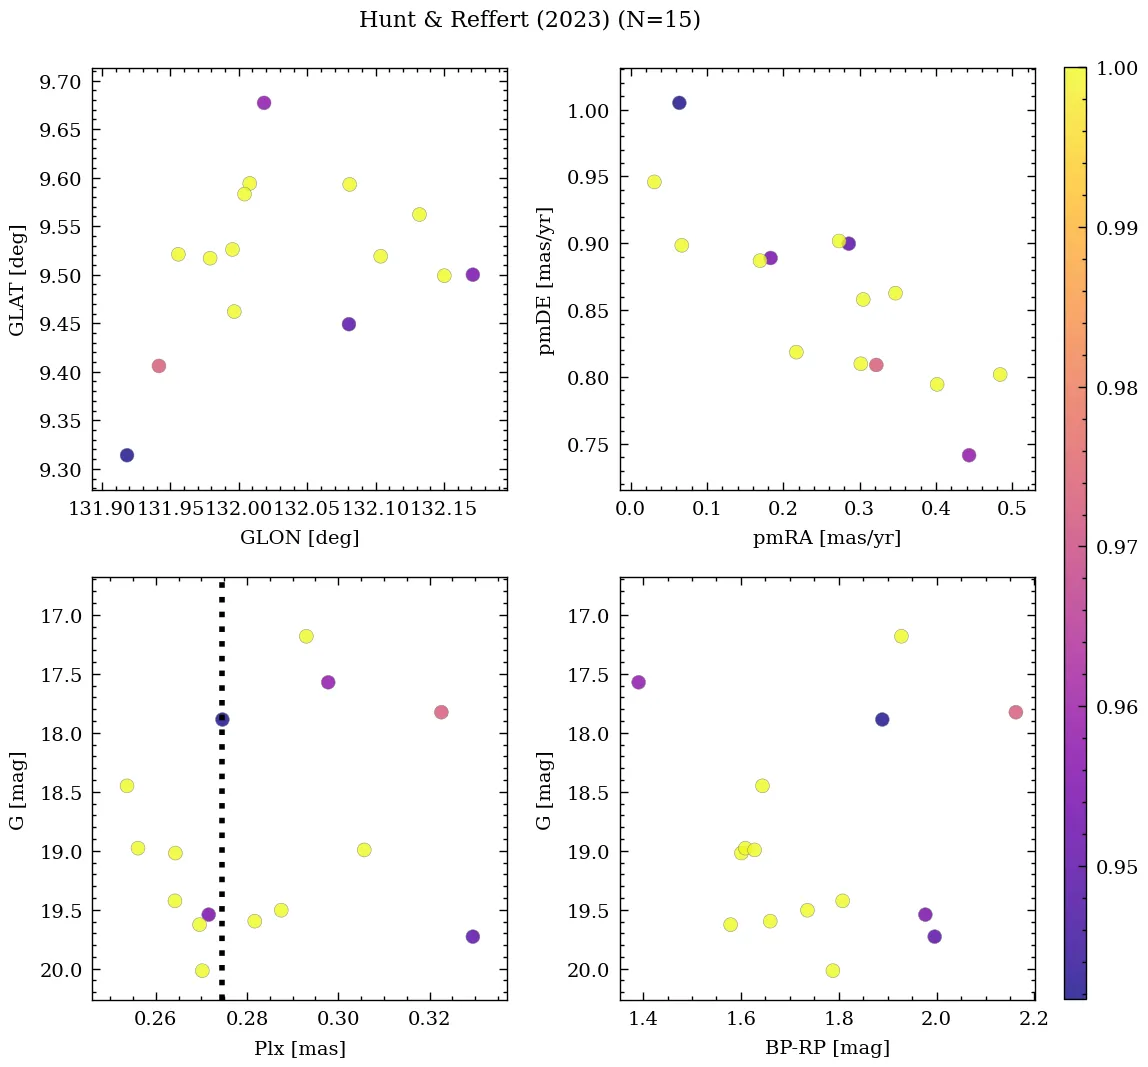 Hunt & Reffert (2023) (N=15)
9.70
9.65
9.60
9.55
9.50
9.45
9.40
9.35
9.30
GLAT [deg]
131.90 131.95 132.00 132.05 132.10 132.15
GLON [deg]
1.00
0.95
0.90
0.85
0.80
0.75
pmDE [mas/yr]
0.0 0.1 0.2 0.3 0.4 0.5
pmRA [mas/yr]
17.0
17.5
18.0
18.5
19.0
19.5
20.0
G [mag]
0.26 0.28 0.30 0.32
Plx [mas]
17.0
17.5
18.0
18.5
19.0
19.5
20.0
G [mag]
1.4 1.6 1.8 2.0 2.2
BP-RP [mag]
1.00
0.99
0.98
0.97
0.96
0.95